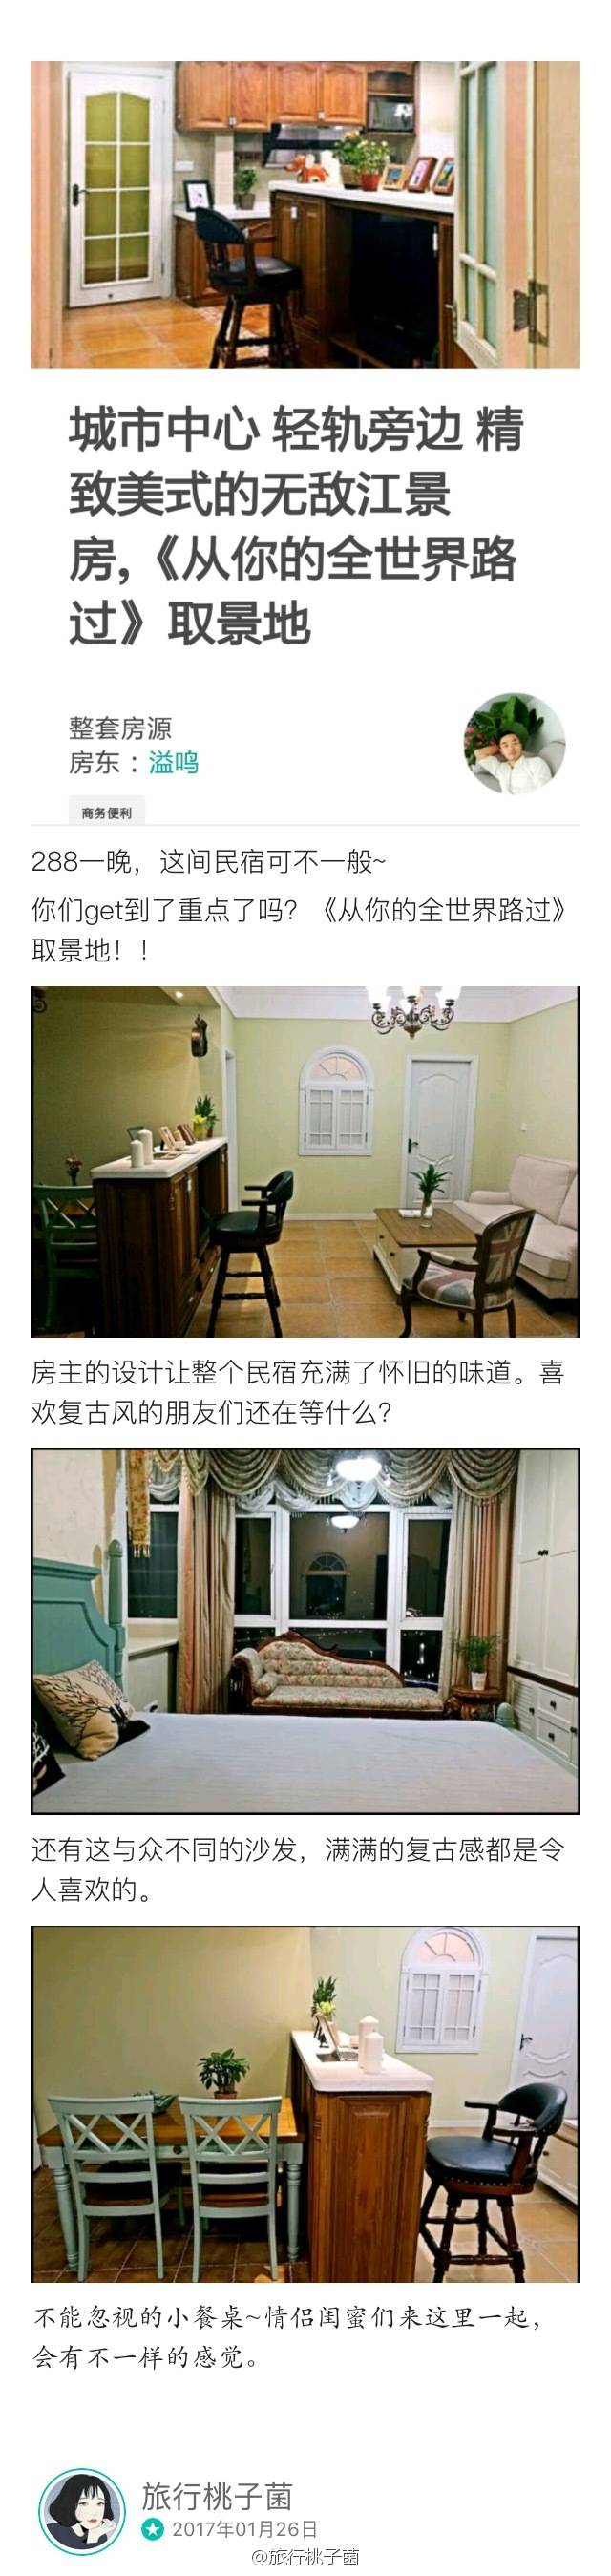 城市中心 轻轨旁边 精
致美式的无敌江景
房,《从你的全世界路
过》取景地
整套房源
房东：溢鸣
商务便利
288一晚，这间民宿可不一般~
你们get到了重点了吗？《从你的全世界路过》
取景地！！
房主的设计让整个民宿充满了怀旧的味道。喜
欢复古风的朋友们还在等什么？
还有这与众不同的沙发，满满的复古感都是令
人喜欢的。
不能忽视的小餐桌~情侣闺蜜们来这里一起，
会有不一样的感觉。
旅行桃子菌
2017年01月26日
@旅行桃子菌